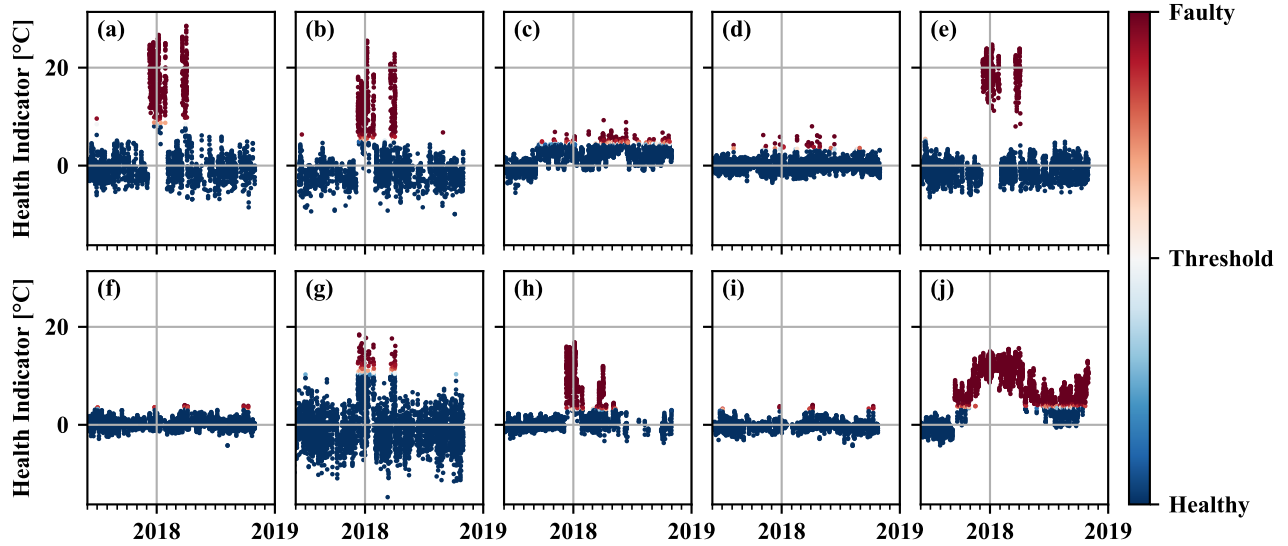 (a) (b) (c) (d) (e) Faulty
Health Indicator [°C]
20
0
Threshold
(f) (g) (h) (i) (j)
Health Indicator [°C]
20
0
Healthy
2018 2019 2018 2019 2018 2019 2018 2019 2018 2019